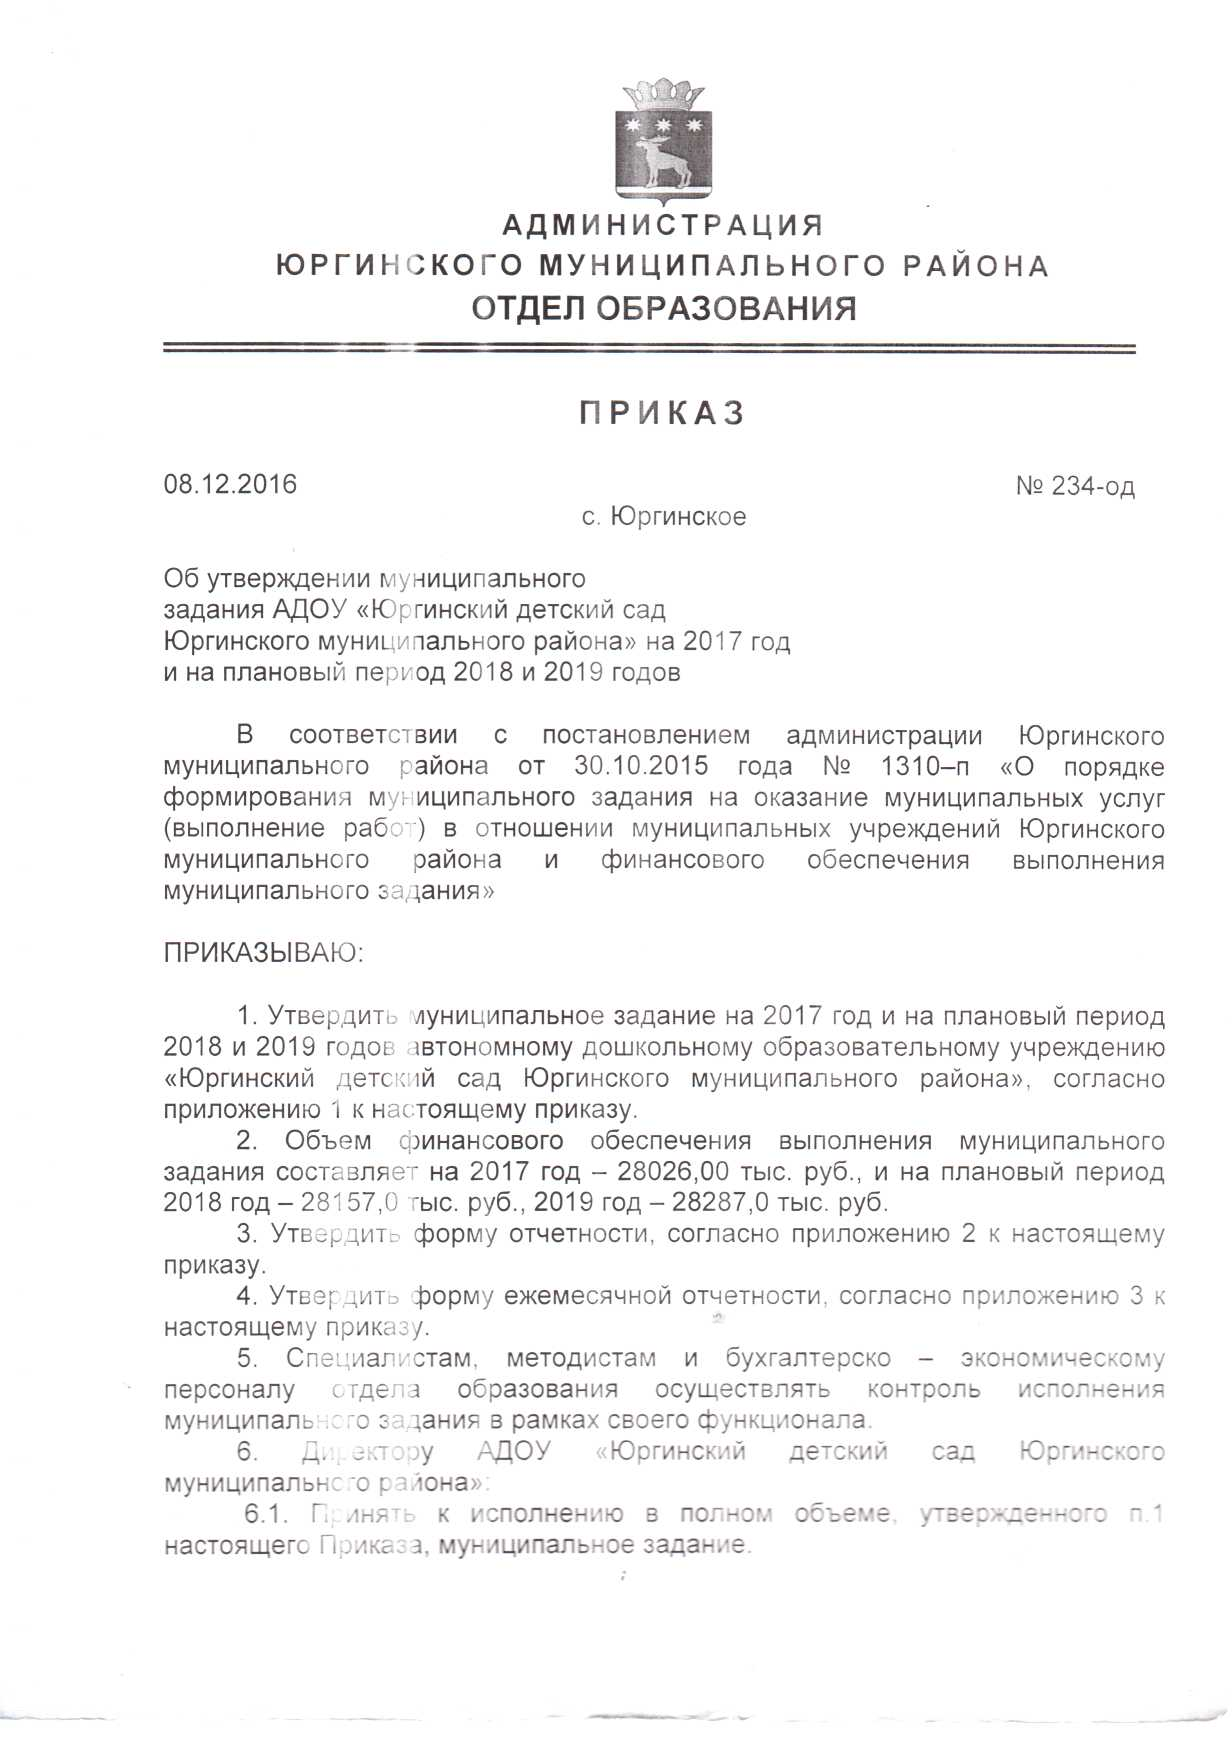 АДМИНИСТРАЦИЯ
ЮРГИНСКОГО МУНИЦИПАЛЬНОГО РАЙОНА
ОТДЕЛ ОБРАЗОВАНИЯ
ПРИКАЗ
08.12.2016 № 234-од
с. Юргинское
Об утверждении муниципального
задания АДОУ «Юргинский детский сад
Юргинского муниципального района» на 2017 год
и на плановый период 2018 и 2019 годов
В соответствии с постановлением администрации Юргинского
муниципального района от 30.10.2015 года № 1310–п «О порядке
формирования муниципального задания на оказание муниципальных услуг
(выполнение работ) в отношении муниципальных учреждений Юргинского
муниципального района и финансового обеспечения выполнения
муниципального задания»
ПРИКАЗЫВАЮ:
1. Утвердить муниципальное задание на 2017 год и на плановый период
2018 и 2019 годов автономному дошкольному образовательному учреждению
«Юргинский детский сад Юргинского муниципального района», согласно
приложению 1 к настоящему приказу.
2. Объем финансового обеспечения выполнения муниципального
задания составляет на 2017 год – 28026,00 тыс. руб., и на плановый период
2018 год – 28157,0 тыс. руб., 2019 год – 28287,0 тыс. руб.
3. Утвердить форму отчетности, согласно приложению 2 к настоящему
приказу.
4. Утвердить форму ежемесячной отчетности, согласно приложению 3 к
настоящему приказу.
5. Специалистам, методистам и бухгалтерско – экономическому
персоналу отдела образования осуществлять контроль исполнения
муниципального задания в рамках своего функционала.
6. Директору АДОУ «Юргинский детский сад Юргинского
муниципального района»:
6.1. Принять к исполнению в полном объеме, утвержденного п.1
настоящего Приказа, муниципальное задание.